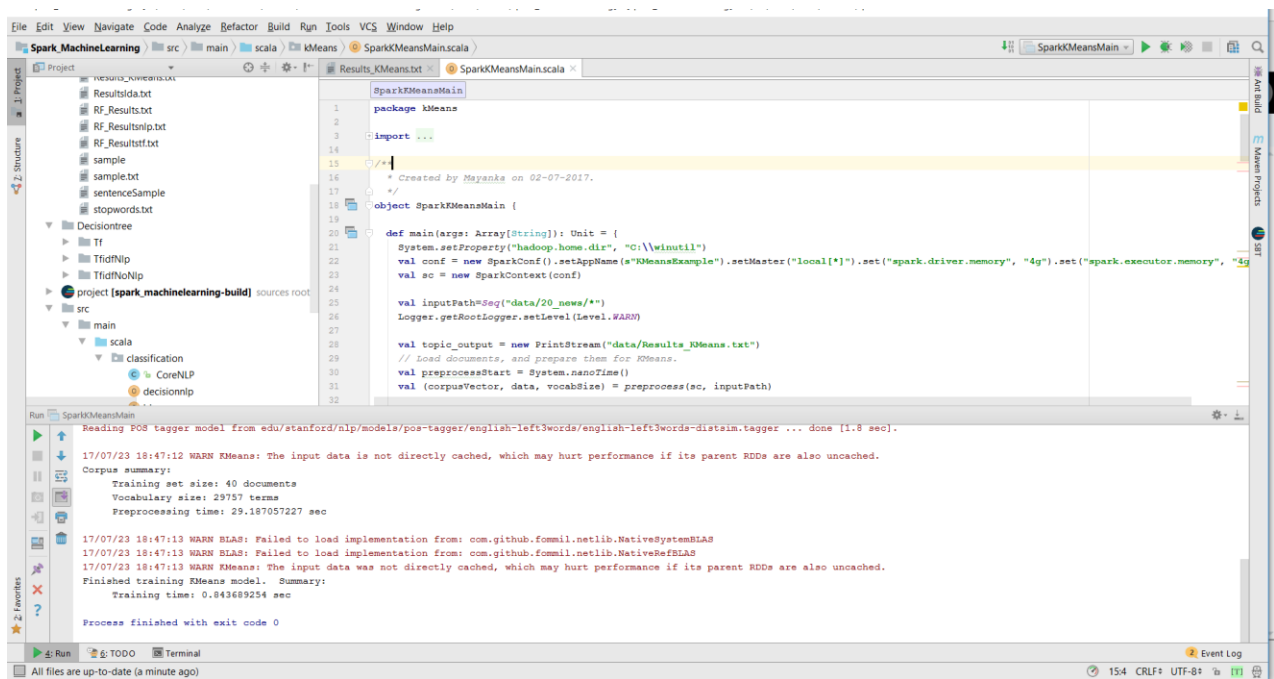 File Edit View Navigate Code Analyze Refactor Build Run Tools VCS Window Help
Spark_MachineLearning src main scala kMeans SparkKMeansMain.scala
SparkKMeansMain
Project
Results_KMeans.txt SparkKMeansMain.scala
1: Project
Z: Structure
2: Favorites
Results_KMeans.txt
Resultslda.txt
RF_Results.txt
RF_Resultsnlp.txt
RF_Resultstf.txt
sample
sample.txt
sentenceSample
stopwords.txt
Decisiontree
Tf
TfidfNlp
TfidfNoNlp
project [spark_machinelearning-build] sources root
src
main
scala
classification
CoreNLP
decisionnlp
SparkKMeansMain
1 package kMeans
2
3 import ...
14
15 /**
16 * Created by Mayanka on 02-07-2017.
17 */
18 object SparkKMeansMain {
19
20 def main(args: Array[String]): Unit = {
21 System.setProperty("hadoop.home.dir", "C:\\winutil")
22 val conf = new SparkConf().setAppName(s"KMeansExample").setMaster("local[*]").set("spark.driver.memory", "4g").set("spark.executor.memory", "4g
23 val sc = new SparkContext(conf)
24
25 val inputPath=Seq("data/20_news/*")
26 Logger.getRootLogger.setLevel(Level.WARN)
27
28 val topic_output = new PrintStream("data/Results_KMeans.txt")
29 // Load documents, and prepare them for KMeans.
30 val preprocessStart = System.nanoTime()
31 val (corpusVector, data, vocabSize) = preprocess(sc, inputPath)
32
Ant Build
Maven Projects
SBT
Run SparkKMeansMain
Reading POS tagger model from edu/stanford/nlp/models/pos-tagger/english-left3words/english-left3words-distsim.tagger ... done [1.8 sec].
17/07/23 18:47:12 WARN KMeans: The input data is not directly cached, which may hurt performance if its parent RDDs are also uncached.
Corpus summary:
Training set size: 40 documents
Vocabulary size: 29757 terms
Preprocessing time: 29.187057227 sec
17/07/23 18:47:13 WARN BLAS: Failed to load implementation from: com.github.fommil.netlib.NativeSystemBLAS
17/07/23 18:47:13 WARN BLAS: Failed to load implementation from: com.github.fommil.netlib.NativeRefBLAS
17/07/23 18:47:13 WARN KMeans: The input data was not directly cached, which may hurt performance if its parent RDDs are also uncached.
Finished training KMeans model. Summary:
Training time: 0.843689254 sec
Process finished with exit code 0
4: Run 6: TODO Terminal 2 Event Log
All files are up-to-date (a minute ago) 15:4 CRLF UTF-8 [T]